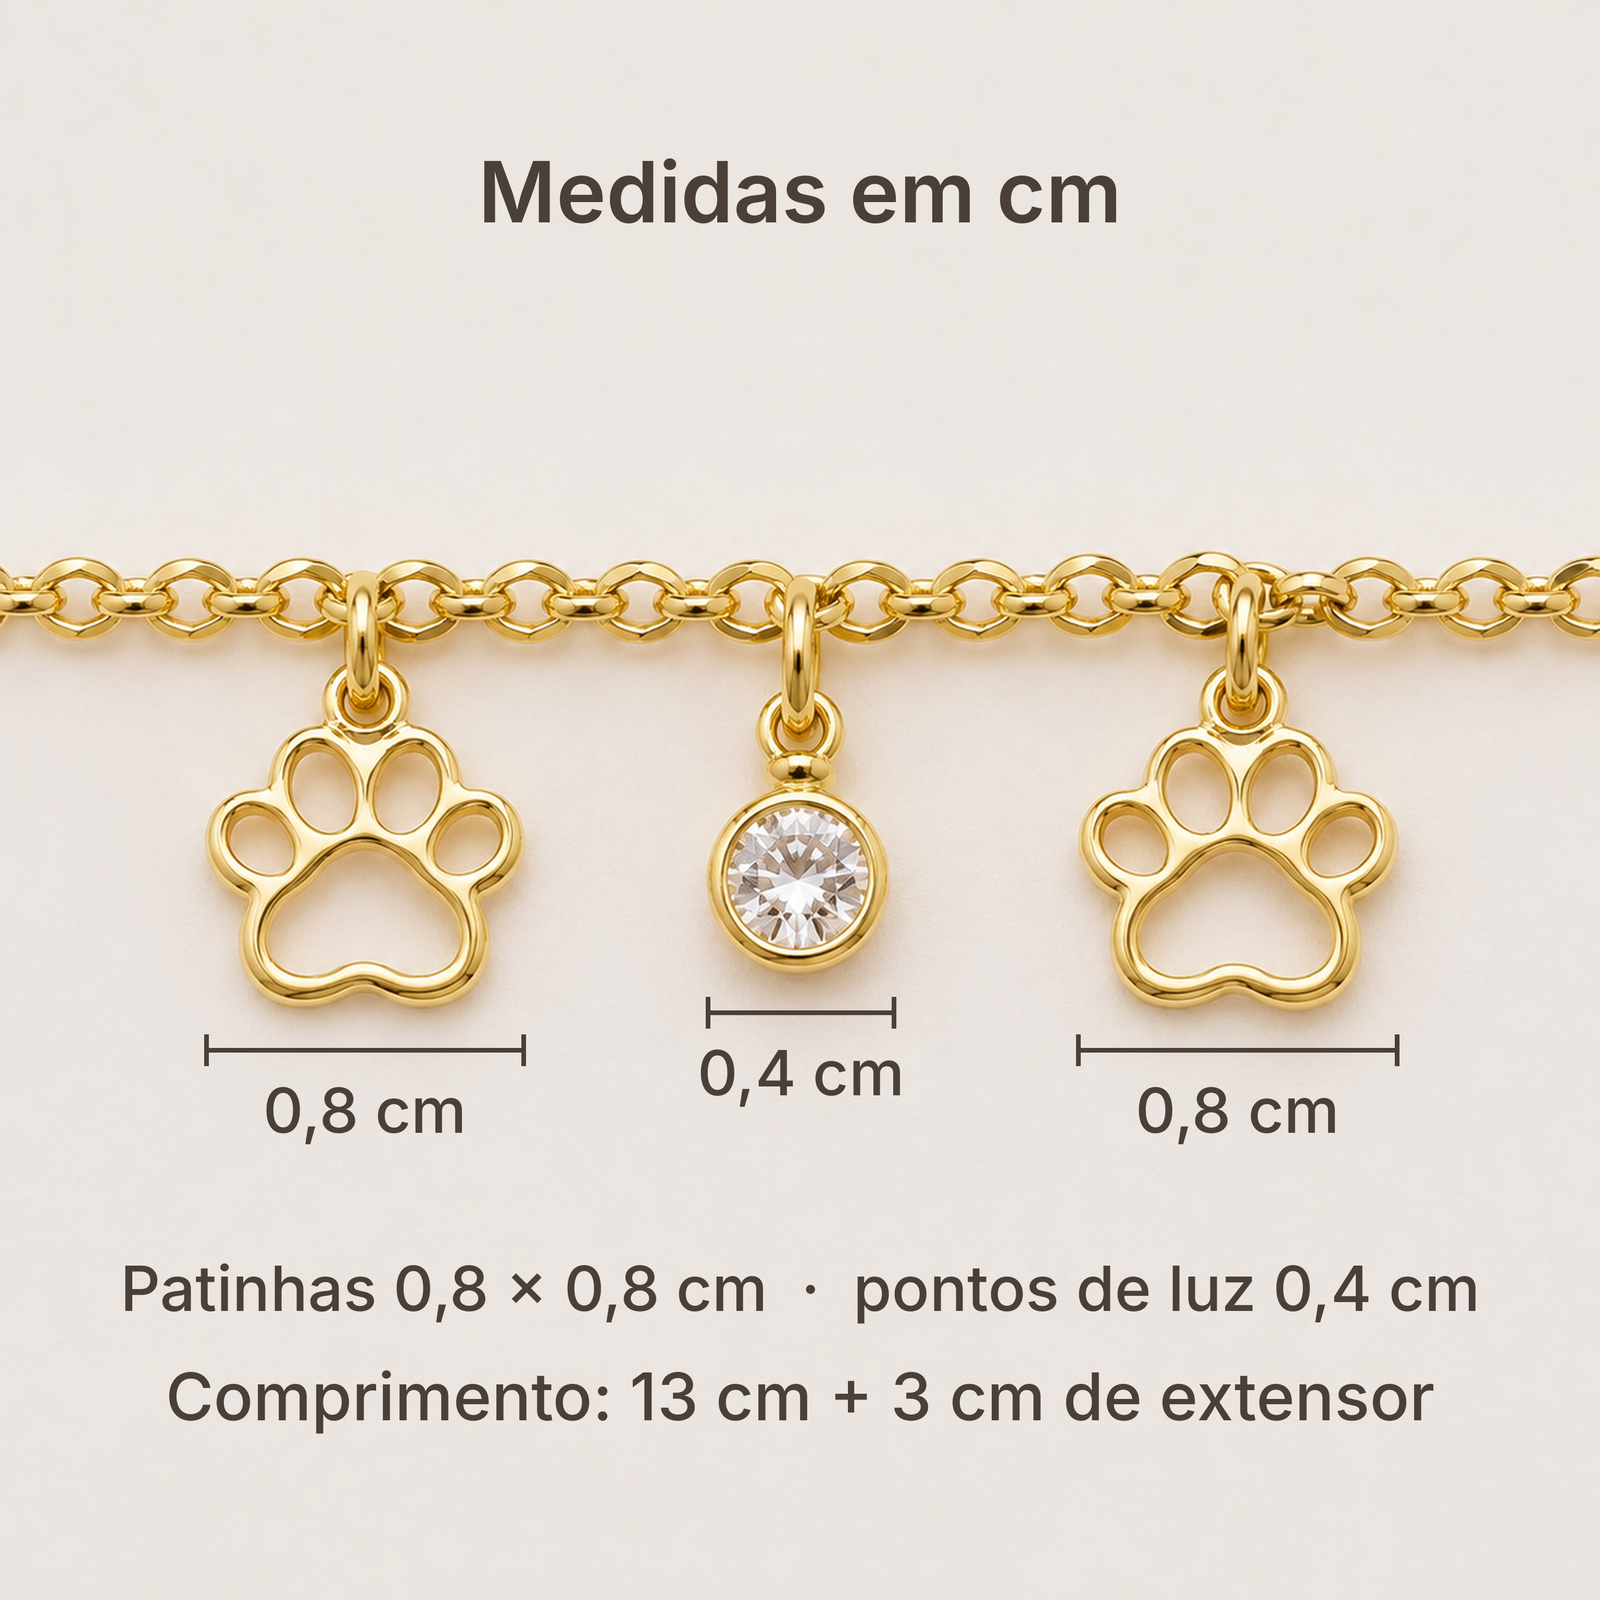 Medidas em cm
0,4 cm
0,8 cm
0,8 cm
Patinhas 0,8 × 0,8 cm · pontos de luz 0,4 cm
Comprimento: 13 cm + 3 cm de extensor